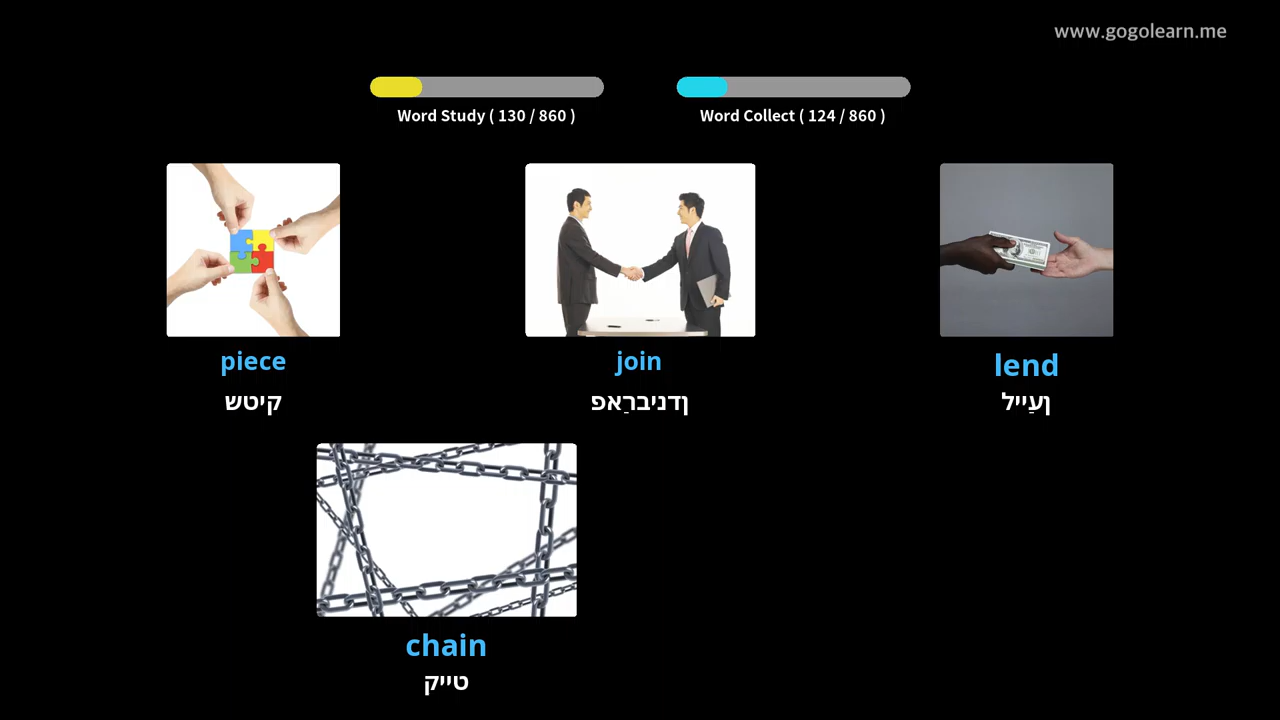 www.gogolearn.me
Word Study ( 130 / 860 )
Word Collect ( 124 / 860 )
piece
שטיק
join
פאַרבינדן
lend
לייַען
chain
קייט